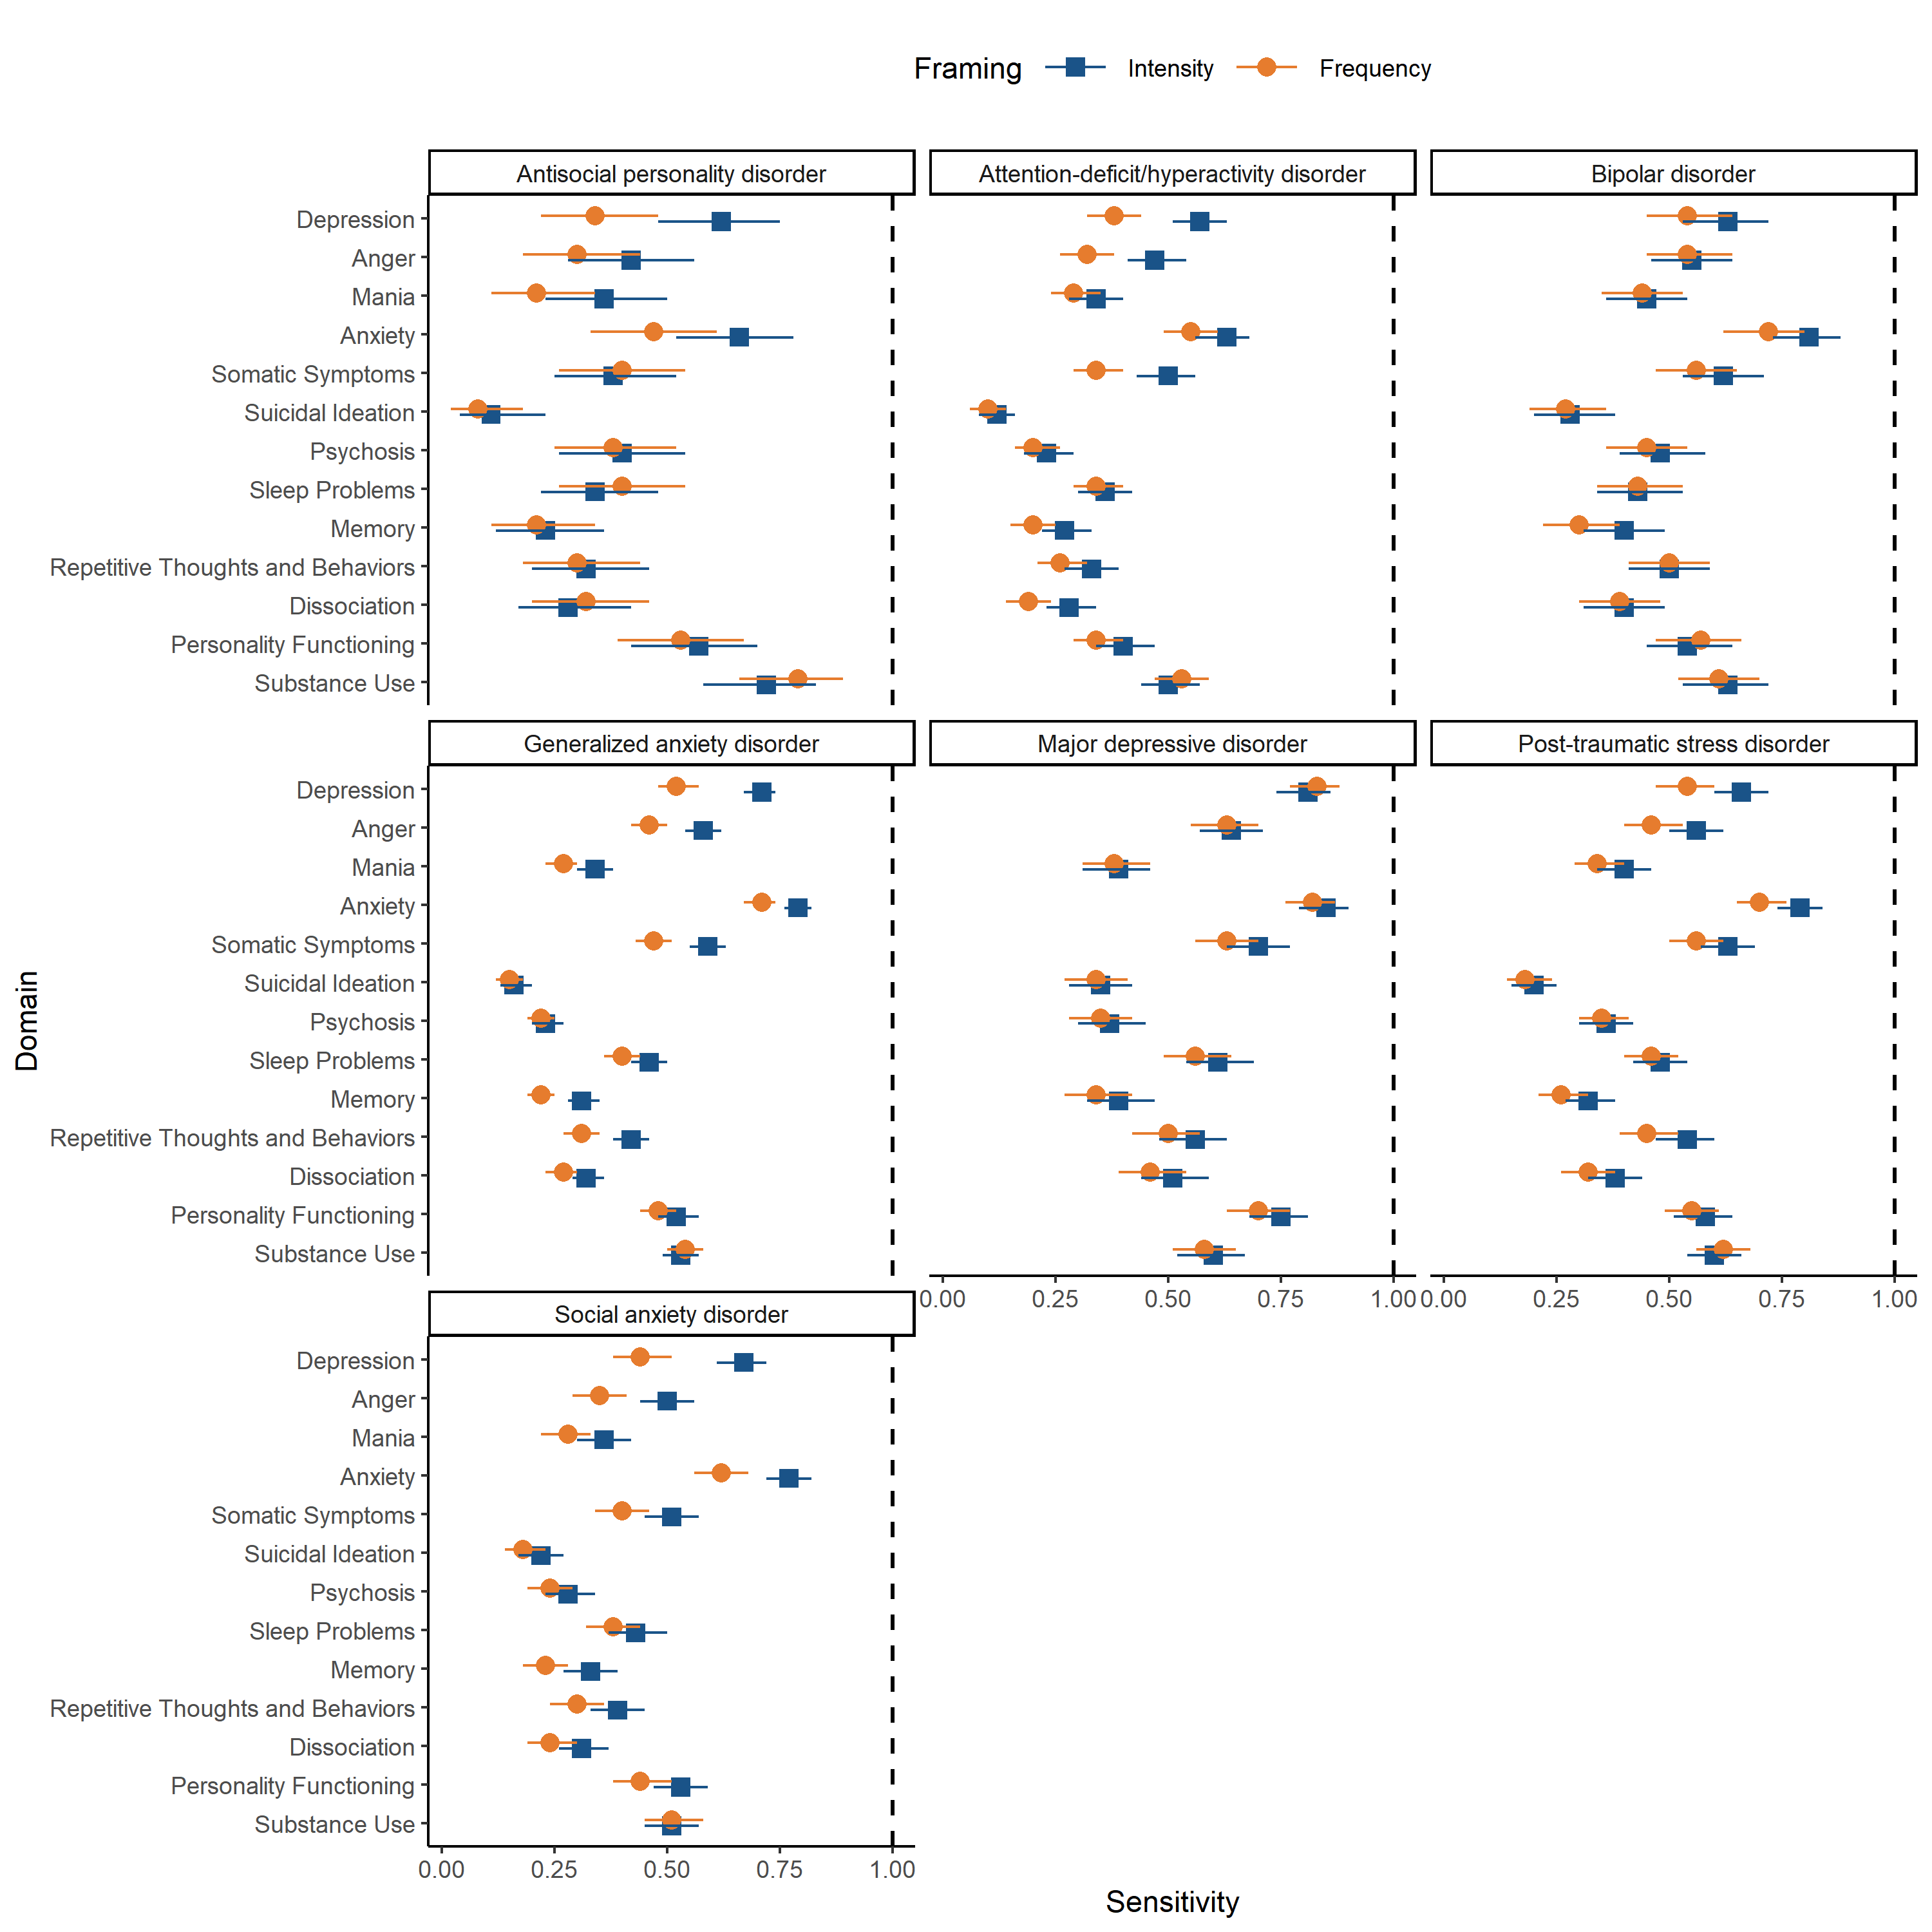 Framing Intensity Frequency
Antisocial personality disorder
Attention-deficit/hyperactivity disorder
Bipolar disorder
Depression
Anger
Mania
Anxiety
Somatic Symptoms
Suicidal Ideation
Psychosis
Sleep Problems
Memory
Repetitive Thoughts and Behaviors
Dissociation
Personality Functioning
Substance Use
Generalized anxiety disorder
Major depressive disorder
Post-traumatic stress disorder
Depression
Anger
Mania
Anxiety
Somatic Symptoms
Suicidal Ideation
Psychosis
Sleep Problems
Memory
Repetitive Thoughts and Behaviors
Dissociation
Personality Functioning
Substance Use
0.00 0.25 0.50 0.75 1.00
0.00 0.25 0.50 0.75 1.00
Social anxiety disorder
Depression
Anger
Mania
Anxiety
Somatic Symptoms
Suicidal Ideation
Psychosis
Sleep Problems
Memory
Repetitive Thoughts and Behaviors
Dissociation
Personality Functioning
Substance Use
0.00 0.25 0.50 0.75 1.00
Sensitivity
Domain